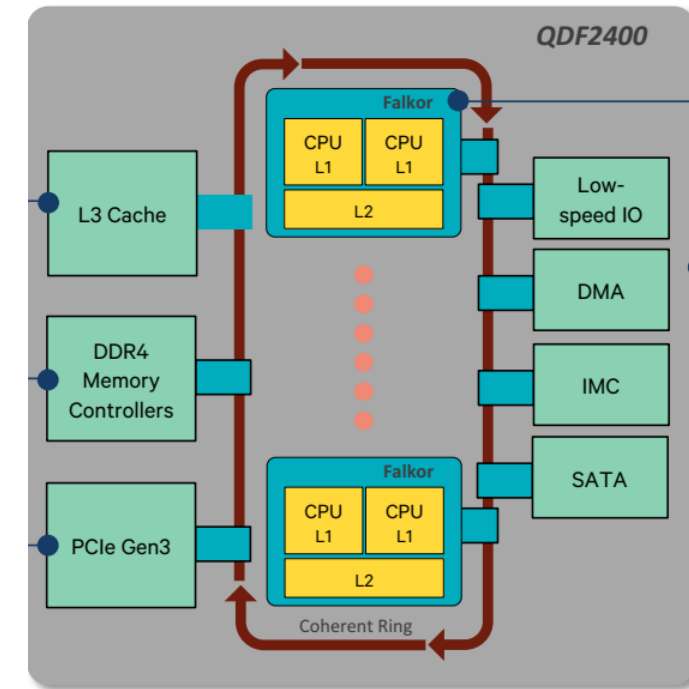 QDF2400
Falkor
CPU
L1
CPU
L1
L2
L3 Cache
DDR4
Memory
Controllers
PCIe Gen3
Low-
speed IO
DMA
IMC
SATA
Falkor
CPU
L1
CPU
L1
L2
Coherent Ring